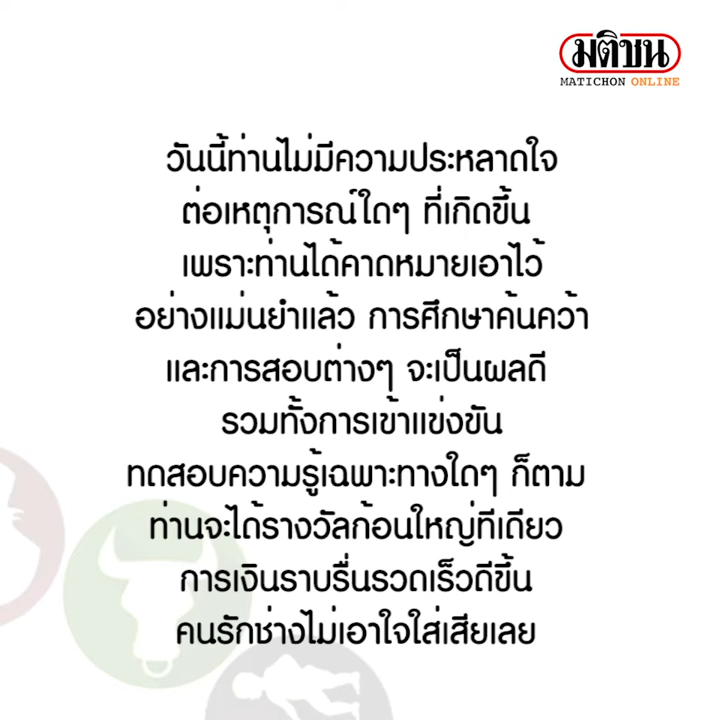 มติชน
MATICHON ONLINE
วันนี้ท่านไม่มีความประหลาดใจ
ต่อเหตุการณ์ใดๆ ที่เกิดขึ้น
เพราะท่านได้คาดหมายเอาไว้
อย่างแม่นยำแล้ว การศึกษาค้นคว้า
และการสอบต่างๆ จะเป็นผลดี
รวมทั้งการเข้าแข่งขัน
ทดสอบความรู้เฉพาะทางใดๆ ก็ตาม
ท่านจะได้รางวัลก้อนใหญ่ทีเดียว
การเงินราบรื่นรวดเร็วดีขึ้น
คนรักช่างไม่เอาใจใส่เสียเลย